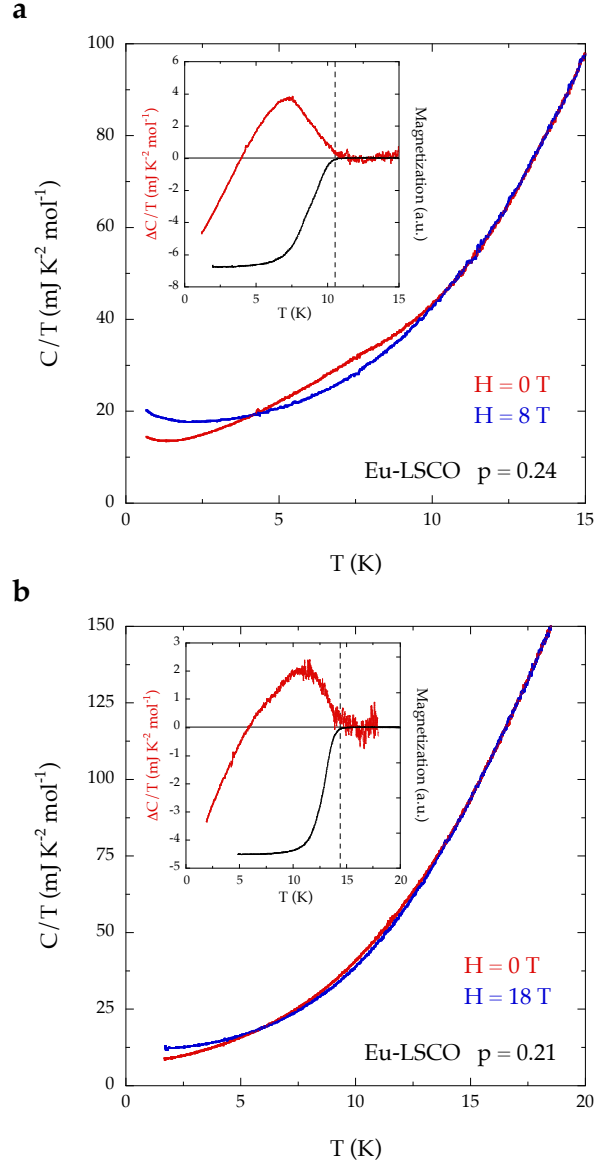 a
100
80
60
40
20
0
C/T (mJ K⁻² mol⁻¹)
0
5
10
15
T (K)
6
4
2
0
-2
-4
-6
-8
ΔC/T (mJ K⁻² mol⁻¹)
Magnetization (a.u.)
0
5
10
15
T (K)
H = 0 T
H = 8 T
Eu-LSCO p = 0.24
b
150
125
100
75
50
25
0
C/T (mJ K⁻² mol⁻¹)
0
5
10
15
20
T (K)
3
2
1
0
-1
-2
-3
-4
-5
ΔC/T (mJ K⁻² mol⁻¹)
Magnetization (a.u.)
0
5
10
15
20
T (K)
H = 0 T
H = 18 T
Eu-LSCO p = 0.21